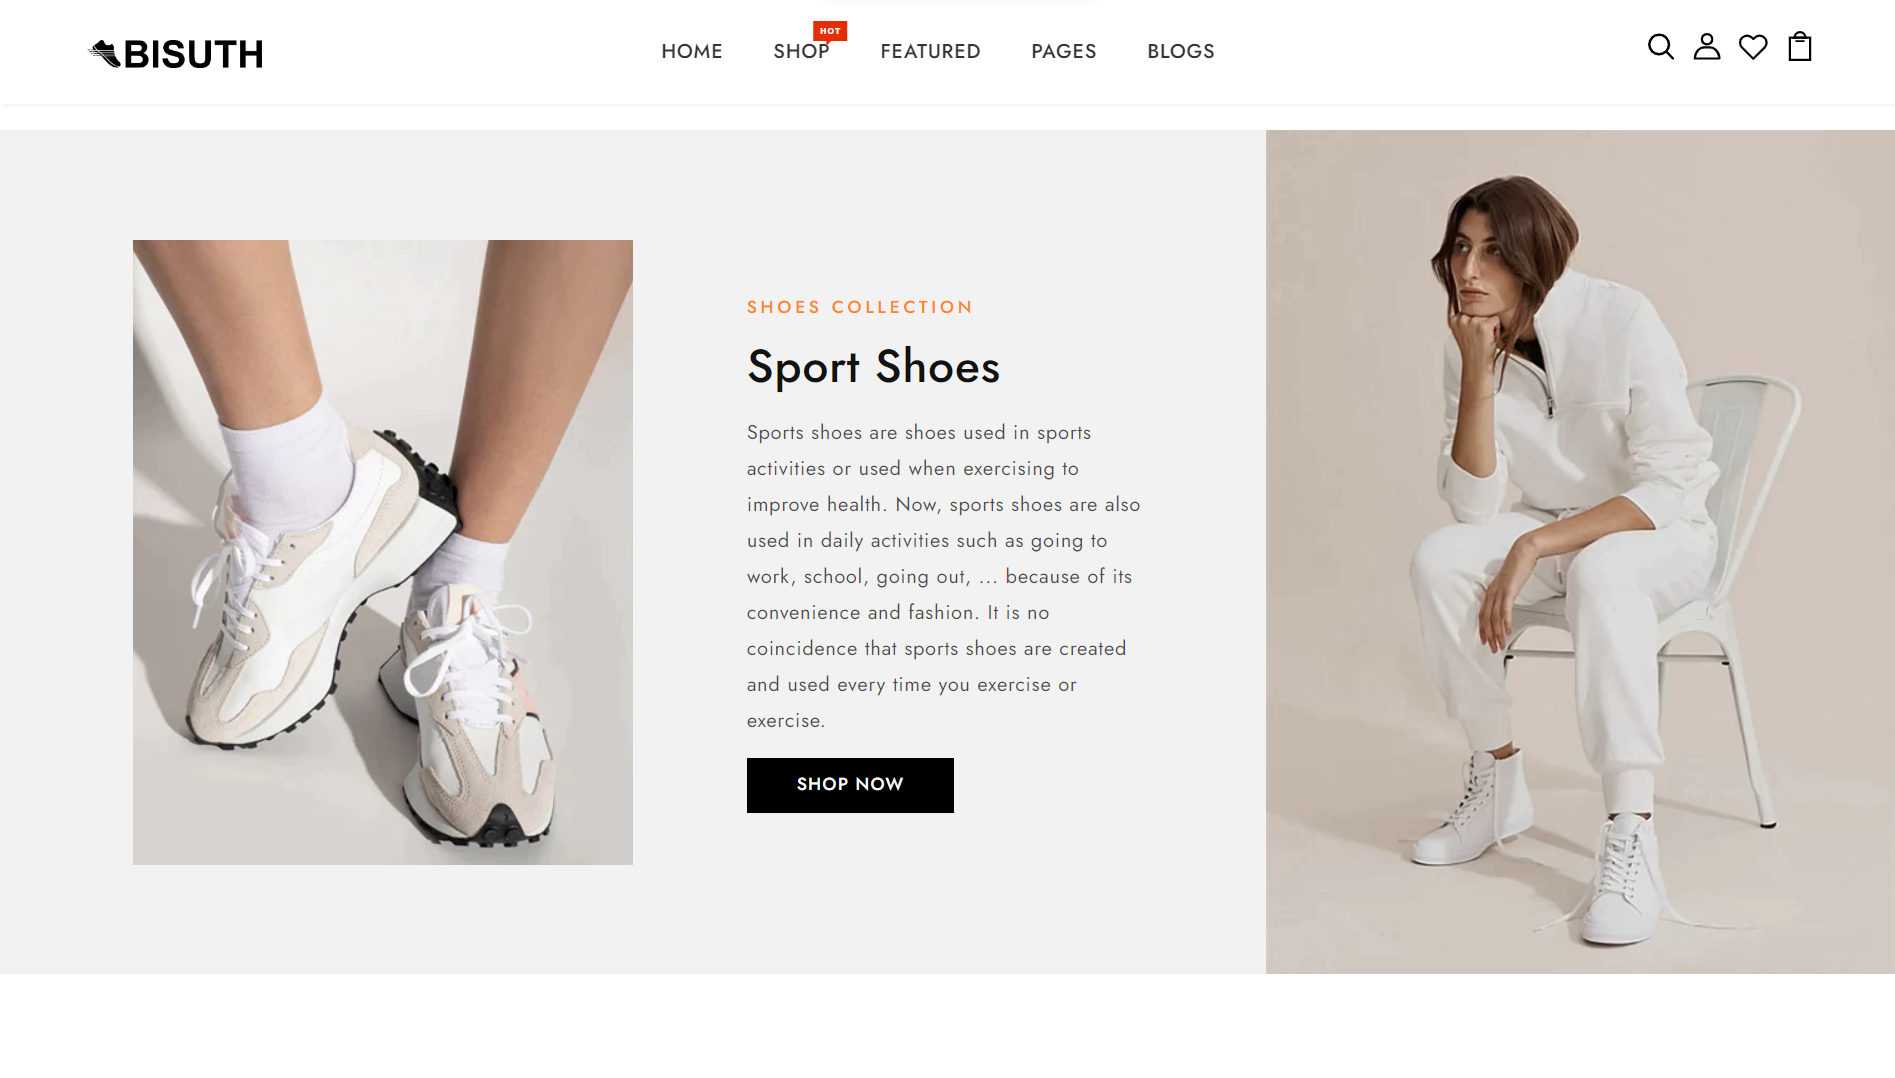 BISUTH
HOME SHOP HOT FEATURED PAGES BLOGS
SHOES COLLECTION
Sport Shoes
Sports shoes are shoes used in sports
activities or used when exercising to
improve health. Now, sports shoes are also
used in daily activities such as going to
work, school, going out, ... because of its
convenience and fashion. It is no
coincidence that sports shoes are created
and used every time you exercise or
exercise.
SHOP NOW